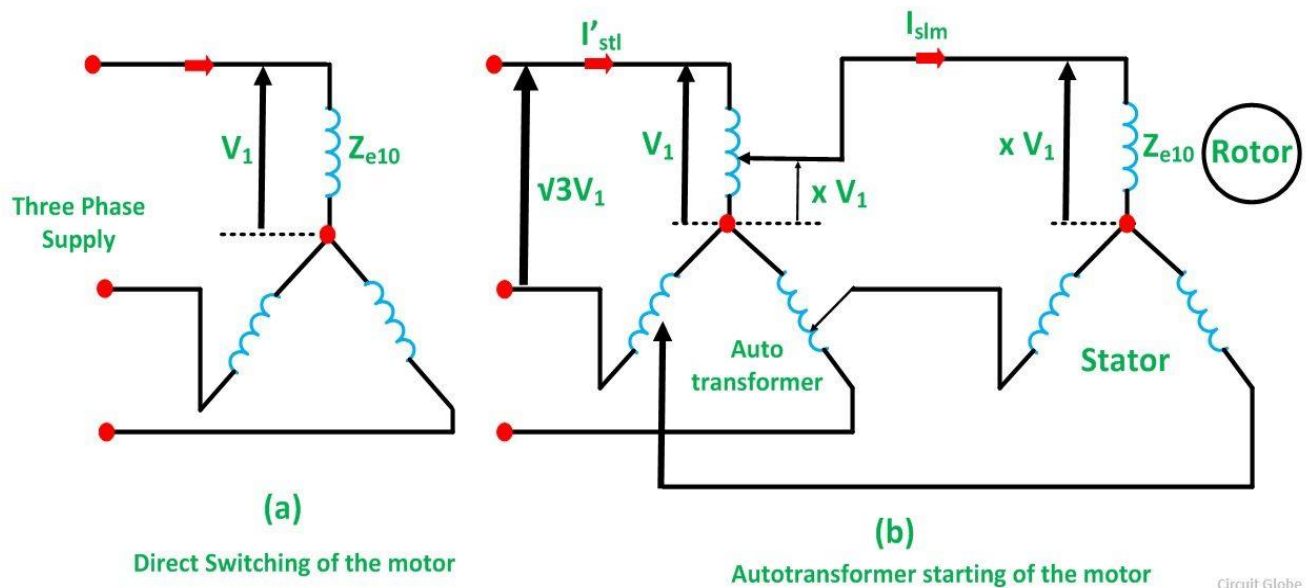 V₁
Zₑ₁₀
Three Phase
Supply
(a)
Direct Switching of the motor
I'stl
√3V₁
V₁
x V₁
Auto
transformer
Islm
x V₁
Zₑ₁₀
Rotor
Stator
(b)
Autotransformer starting of the motor
Circuit Globe